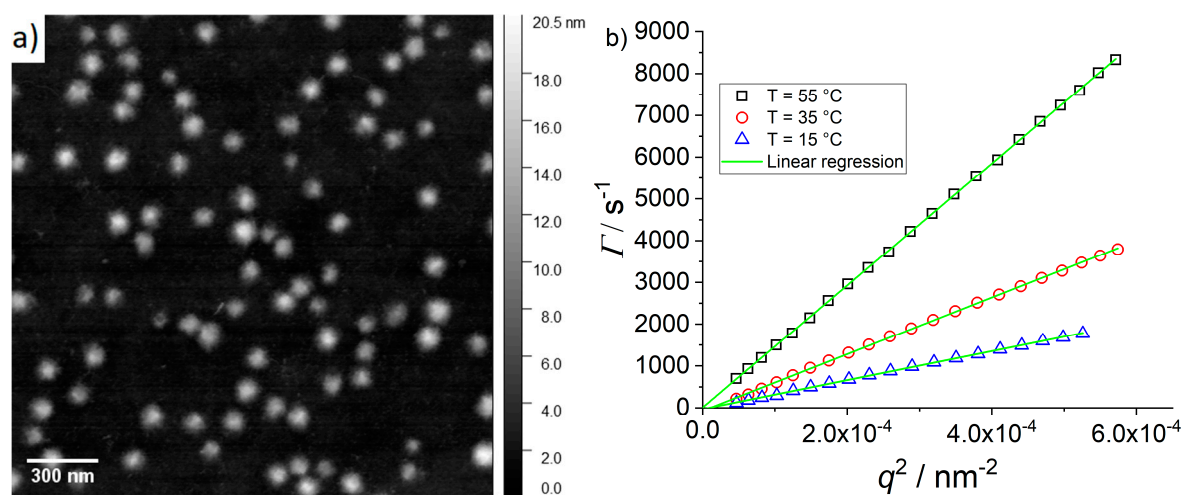 a)
20.5 nm
18.0
16.0
14.0
12.0
10.0
8.0
6.0
4.0
2.0
0.0
300 nm
b)
9000
8000
7000
6000
5000
4000
3000
2000
1000
0
Γ / s⁻¹
T = 55 °C
T = 35 °C
T = 15 °C
Linear regression
0.0 2.0x10⁻⁴ 4.0x10⁻⁴ 6.0x10⁻⁴
q² / nm⁻²